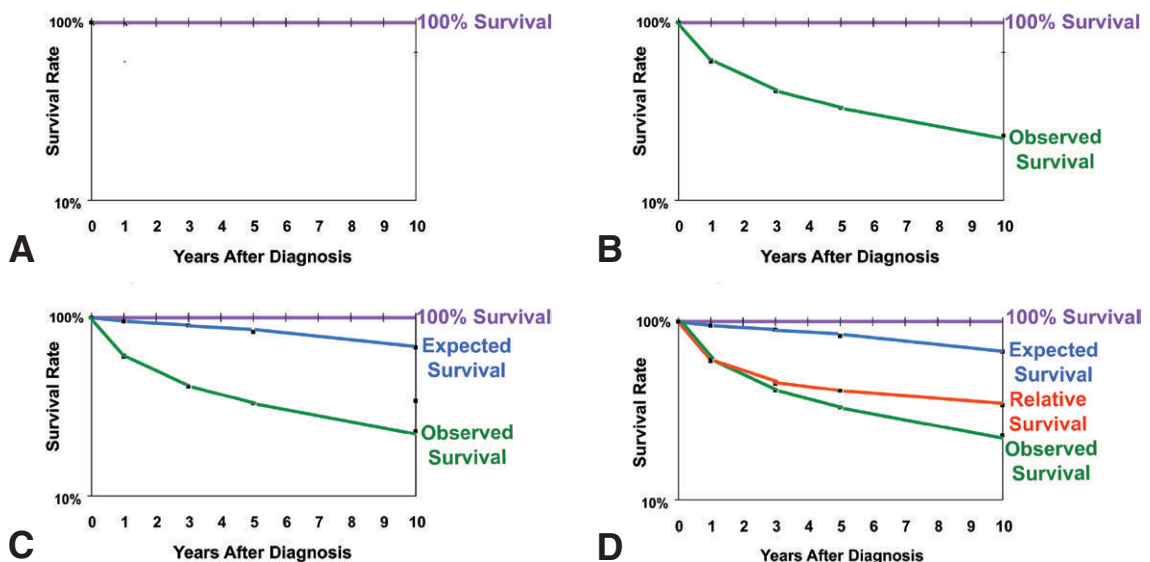 100%
100% Survival
Survival Rate
10%
0 1 2 3 4 5 6 7 8 9 10
Years After Diagnosis
A
100%
100% Survival
Survival Rate
Observed
Survival
10%
0 1 2 3 4 5 6 7 8 9 10
Years After Diagnosis
B
100%
100% Survival
Expected
Survival
Survival Rate
Observed
Survival
10%
0 1 2 3 4 5 6 7 8 9 10
Years After Diagnosis
C
100%
100% Survival
Expected
Survival
Relative
Survival
Survival Rate
Observed
Survival
10%
0 1 2 3 4 5 6 7 8 9 10
Years After Diagnosis
D